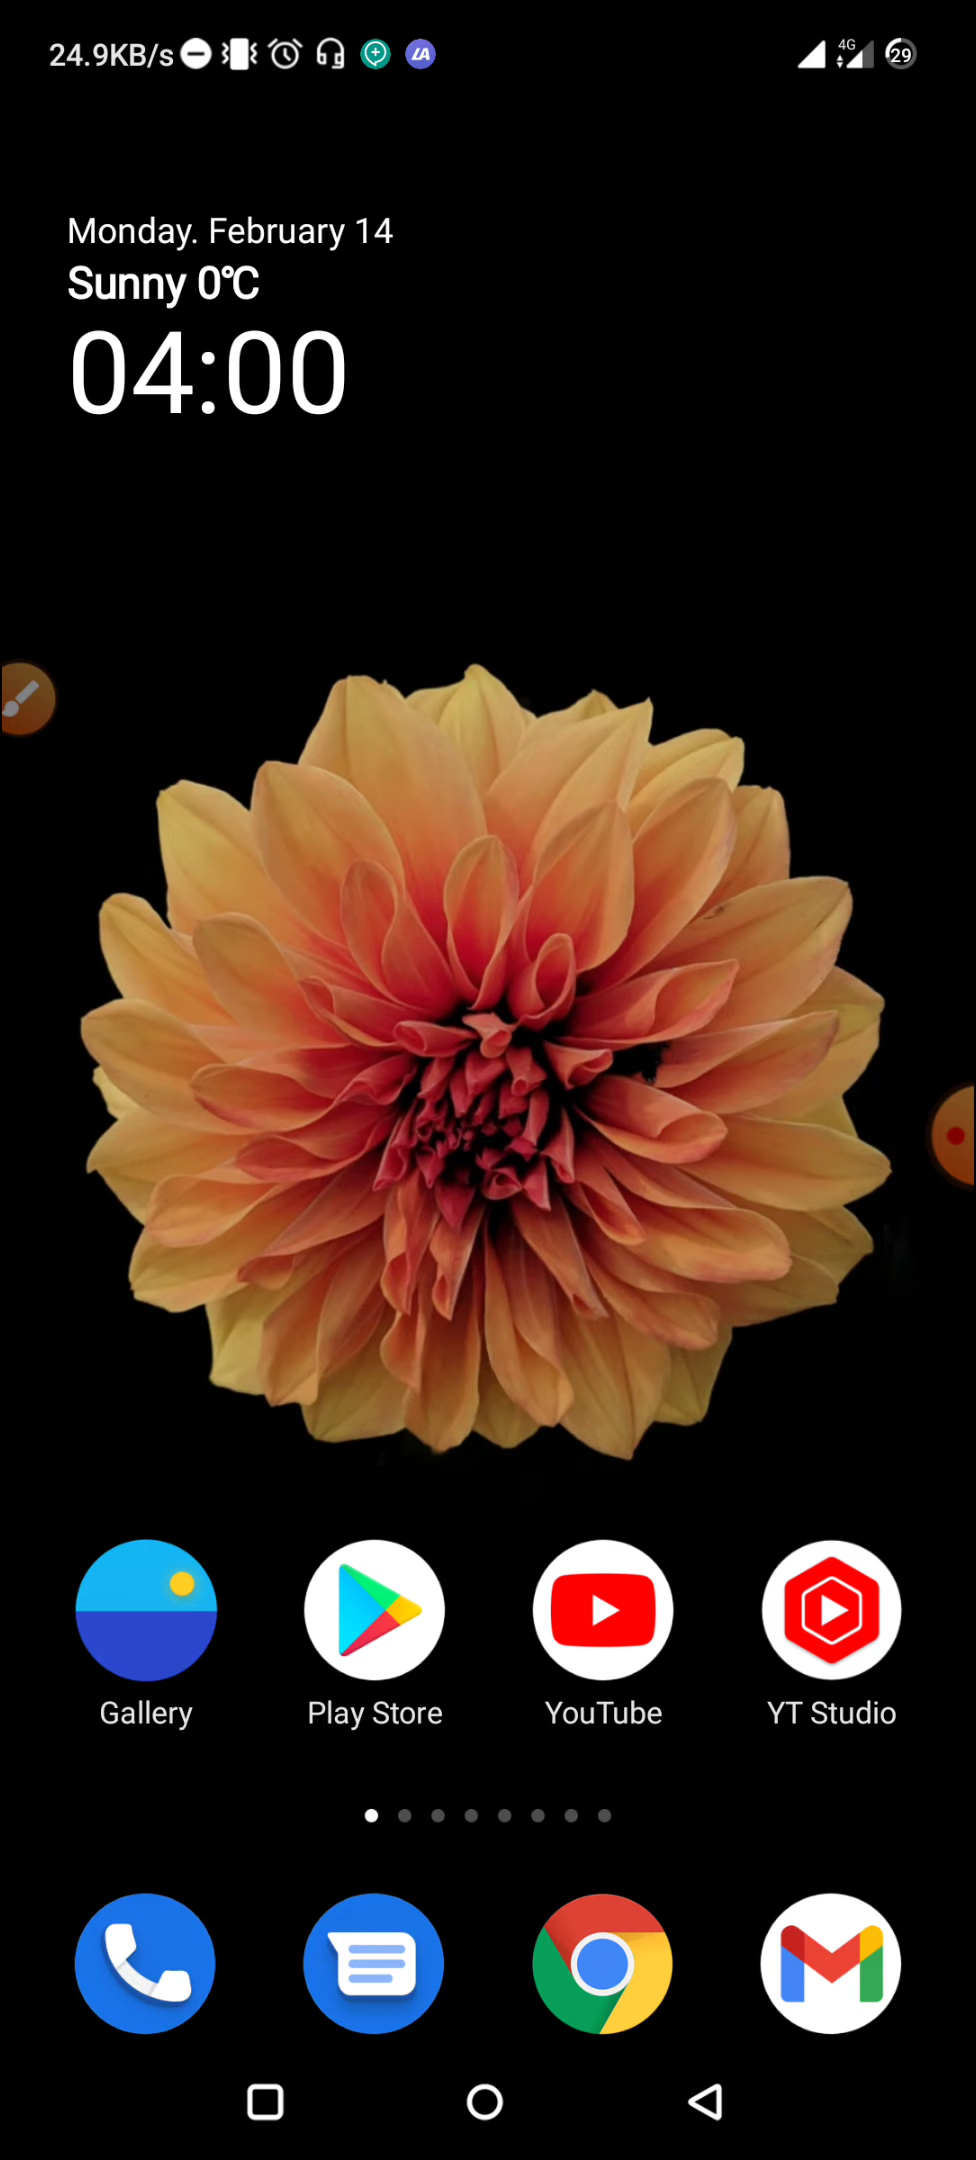 24.9KB/s 4G 29
Monday. February 14
Sunny 0°C
04:00
Gallery Play Store YouTube YT Studio